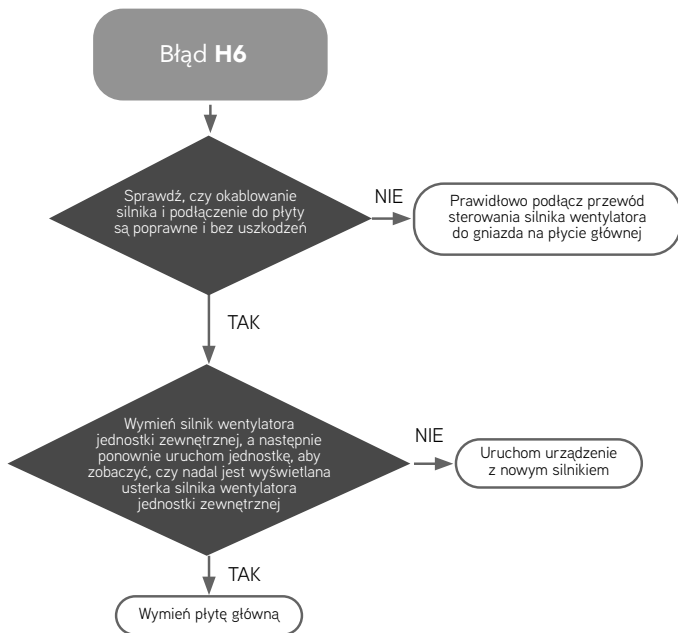 Błąd H6
Sprawdź, czy okablowanie
silnika i podłączenie do płyty
są poprawne i bez uszkodzeń
NIE
Prawidłowo podłącz przewód
sterowania silnika wentylatora
do gniazda na płycie głównej
TAK
Wymień silnik wentylatora
jednostki zewnętrznej, a następnie
ponownie uruchom jednostkę, aby
zobaczyć, czy nadal jest wyświetlana
usterka silnika wentylatora
jednostki zewnętrznej
NIE
Uruchom urządzenie
z nowym silnikiem
TAK
Wymień płytę główną